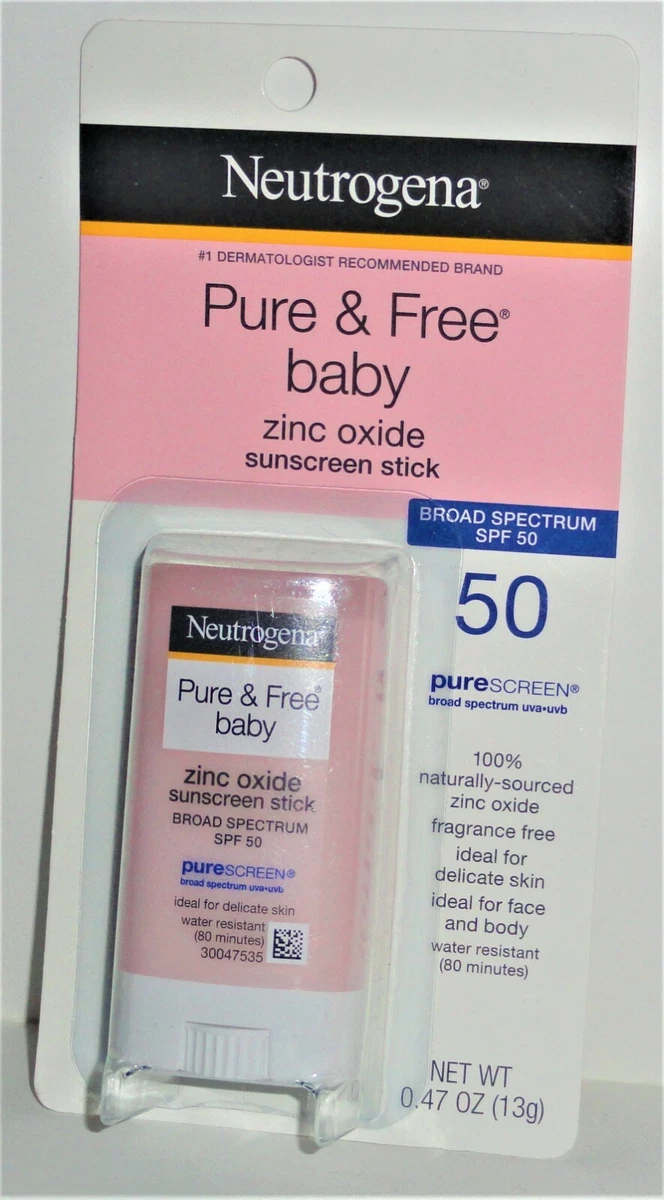 Neutrogena®
#1 DERMATOLOGIST RECOMMENDED BRAND
Pure & Free®
baby
zinc oxide
sunscreen stick
BROAD SPECTRUM
SPF 50
50
pureSCREEN®
broad spectrum uva•uvb
100%
naturally-sourced
zinc oxide
fragrance free
ideal for
delicate skin
ideal for face
and body
water resistant
(80 minutes)
NET WT
0.47 OZ (13g)
Neutrogena
Pure & Free®
baby
zinc oxide
sunscreen stick
BROAD SPECTRUM
SPF 50
pureSCREEN®
broad spectrum uva•uvb
ideal for delicate skin
water resistant
(80 minutes)
30047535